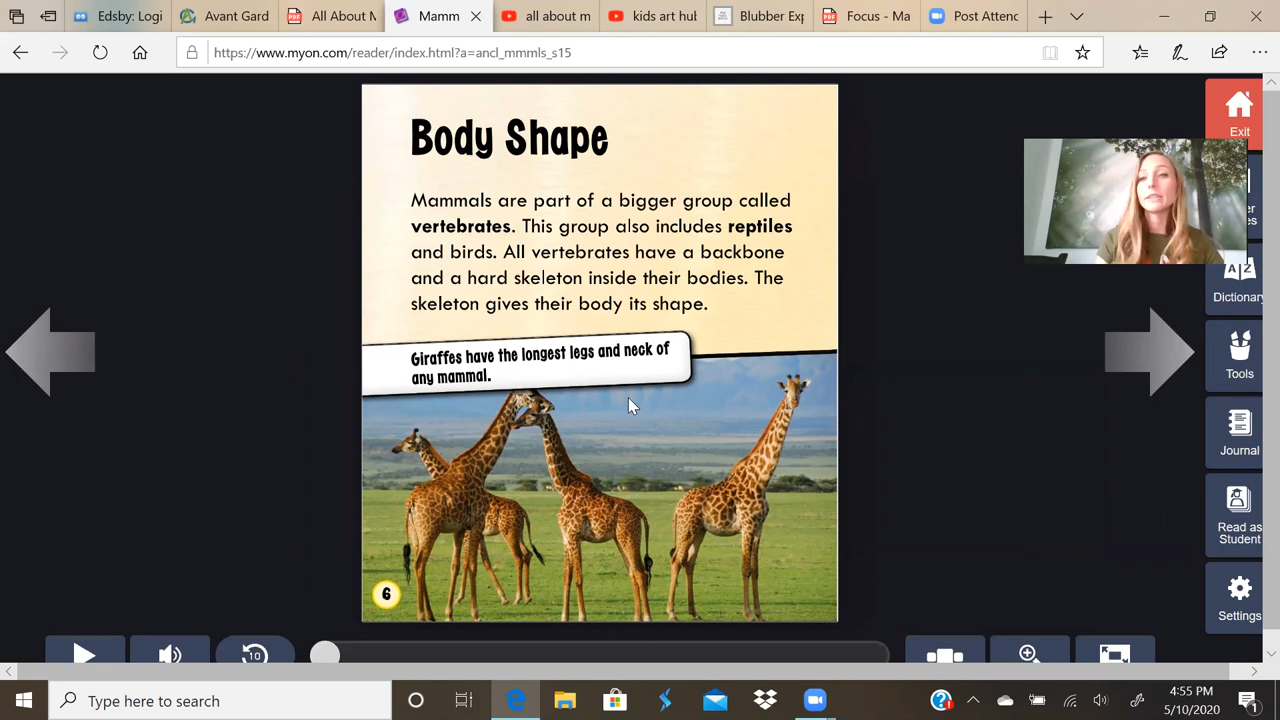 Edsby: Logi
Avant Gard
All About M
Mamm
all about m
kids art hu
Blubber Exp
Focus - Ma
Post Attenc
https://www.myon.com/reader/index.html?a=ancl_mmmls_s15
Body Shape
Mammals are part of a bigger group called
vertebrates. This group also includes reptiles
and birds. All vertebrates have a backbone
and a hard skeleton inside their bodies. The
skeleton gives their body its shape.
Giraffes have the longest legs and neck of
any mammal.
6
Exit
A Z
Dictionary
Tools
Journal
Read as
Student
Settings
10
Type here to search
4:55 PM
5/10/2020
1